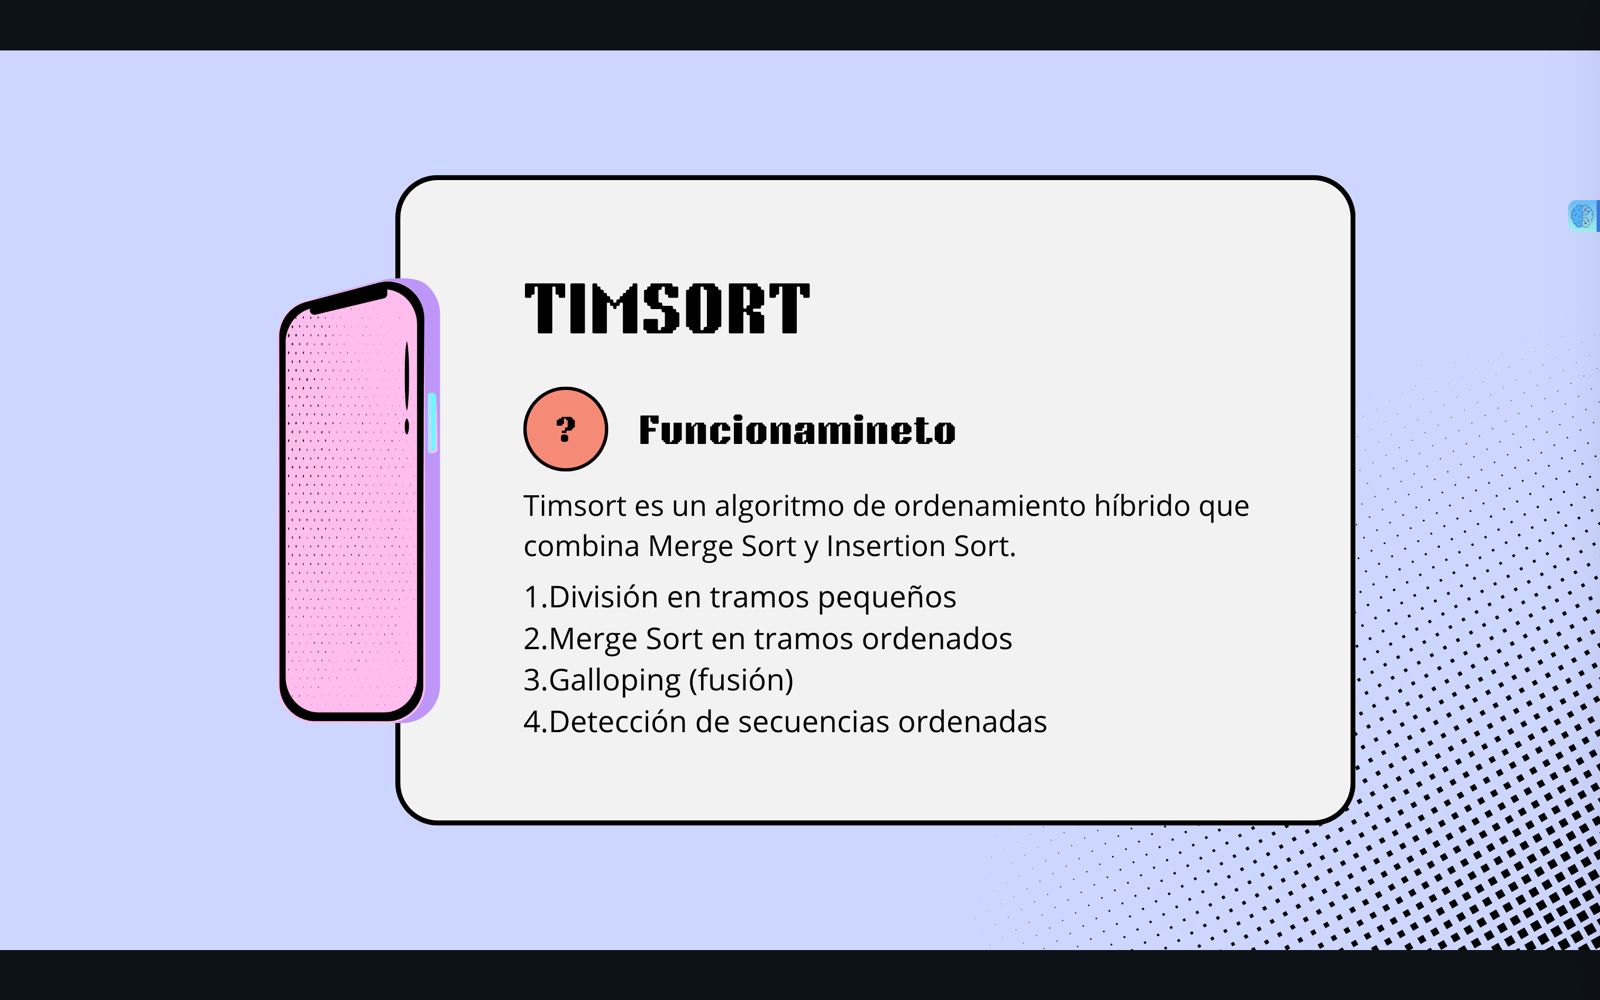 TIMSORT
?
Funcionamineto
Timsort es un algoritmo de ordenamiento híbrido que
combina Merge Sort y Insertion Sort.
1.División en tramos pequeños
2.Merge Sort en tramos ordenados
3.Galloping (fusión)
4.Detección de secuencias ordenadas